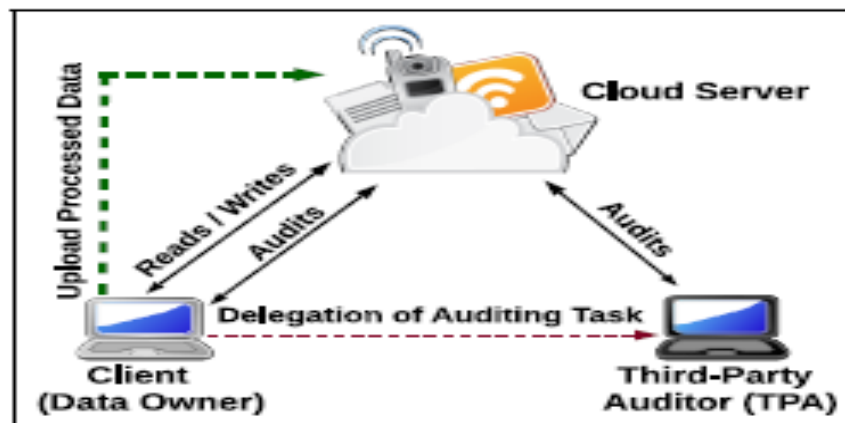 Cloud Server
Upload Processed Data
Reads / Writes
Audits
Audits
Delegation of Auditing Task
Client
(Data Owner)
Third-Party
Auditor (TPA)